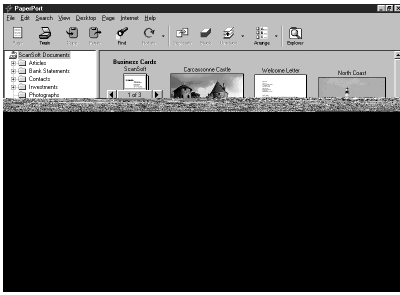 PaperPort
File Edit Search View Desktop Page Internet Help
Twain Find Arrange Explorer
ScanSoft Documents
Articles
Bank Statements
Contacts
Investments
Photographs
Business Cards
ScanSoft
Carcassonne Castle
Welcome Letter
North Coast
1 of 3